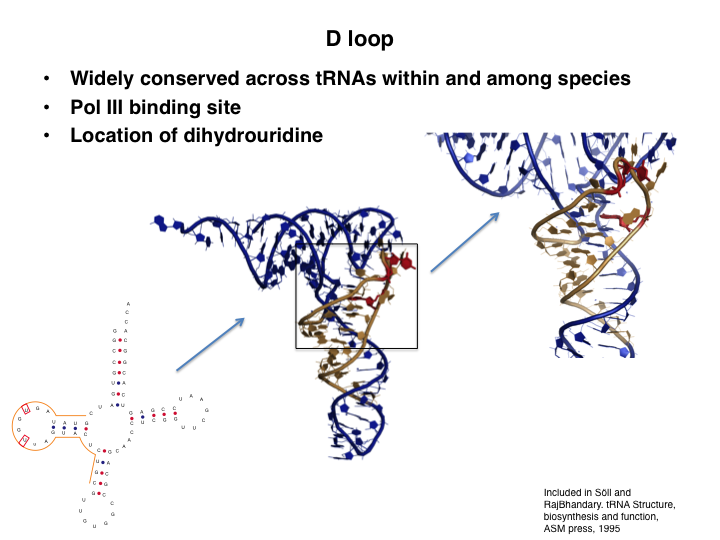 D loop
• Widely conserved across tRNAs within and among species
• Pol III binding site
• Location of dihydrouridine
Included in Söll and
RajBhandary. tRNA Structure,
biosynthesis and function,
ASM press, 1995